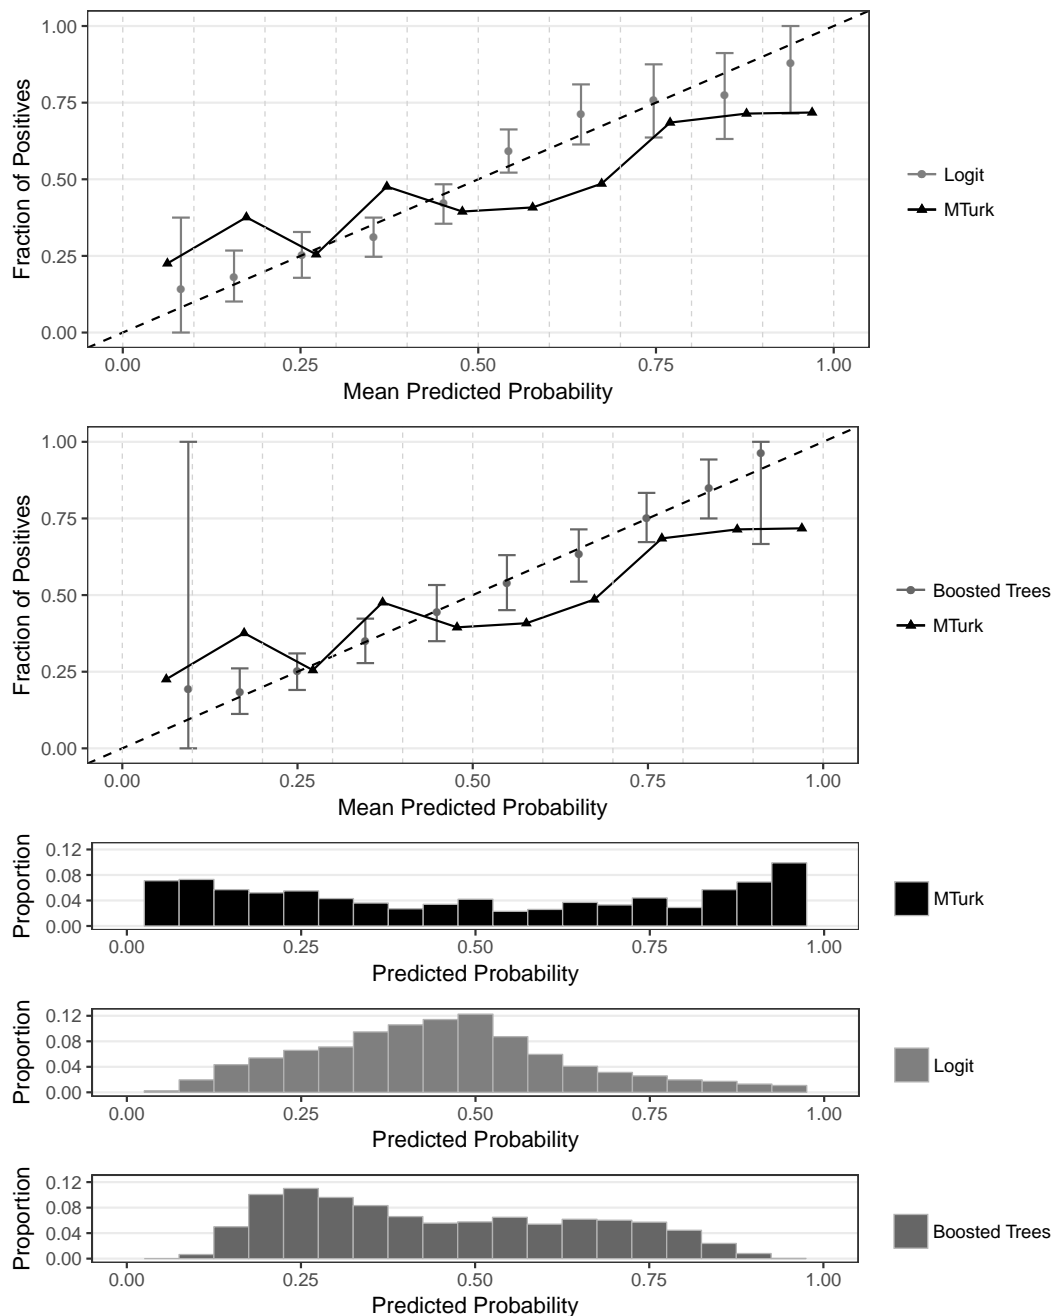 1.00
0.75
0.50
0.25
0.00
Fraction of Positives
0.00 0.25 0.50 0.75 1.00
Mean Predicted Probability
Logit
MTurk
1.00
0.75
0.50
0.25
0.00
Fraction of Positives
0.00 0.25 0.50 0.75 1.00
Mean Predicted Probability
Boosted Trees
MTurk
0.12
0.08
0.04
0.00
Proportion
0.00 0.25 0.50 0.75 1.00
Predicted Probability
MTurk
0.12
0.08
0.04
0.00
Proportion
0.00 0.25 0.50 0.75 1.00
Predicted Probability
Logit
0.12
0.08
0.04
0.00
Proportion
0.00 0.25 0.50 0.75 1.00
Predicted Probability
Boosted Trees